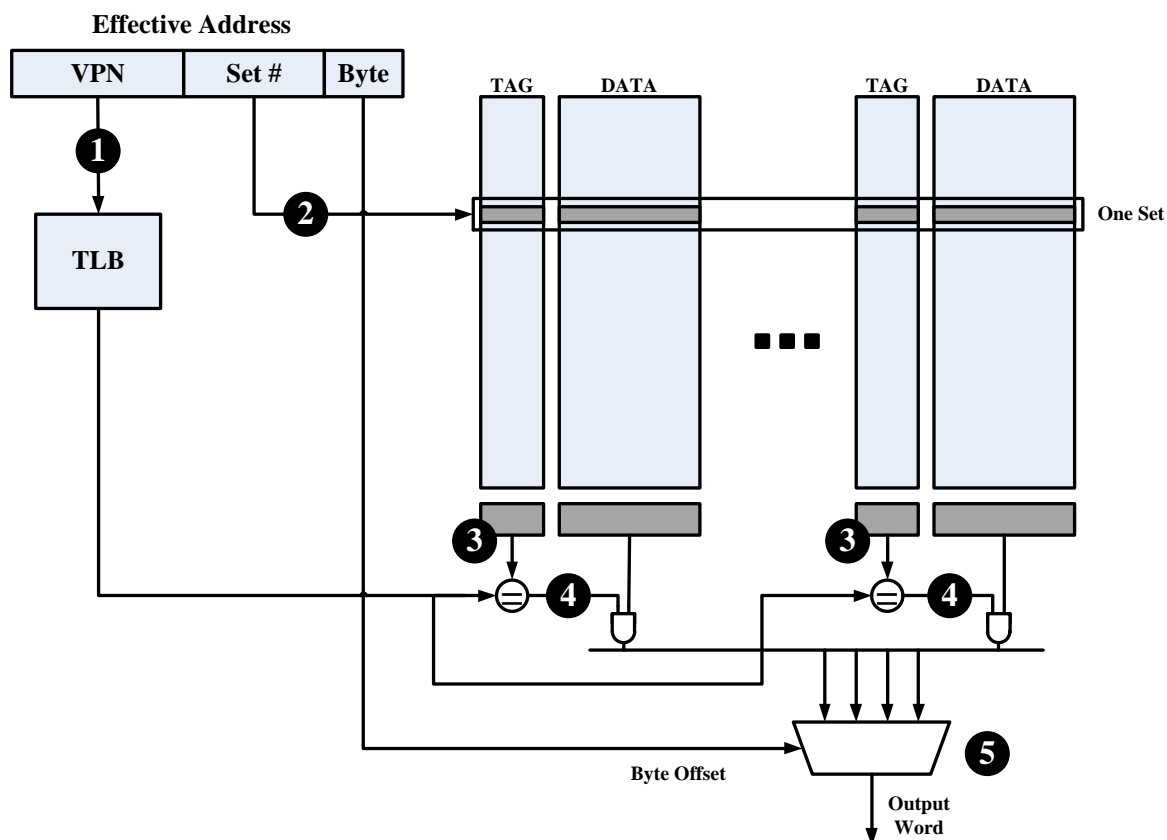 Effective Address
VPN Set # Byte
TAG DATA TAG DATA
1
2
One Set
TLB
3 3
4 4
5
Byte Offset
Output
Word